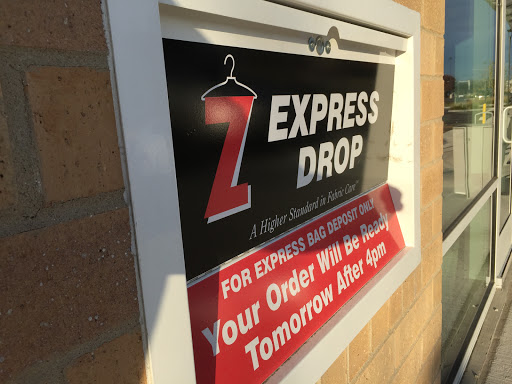 Z
EXPRESS
DROP
A Higher Standard in Fabric Care
FOR EXPRESS BAG DEPOSIT ONLY
Your Order Will Be Ready
Tomorrow After 4pm